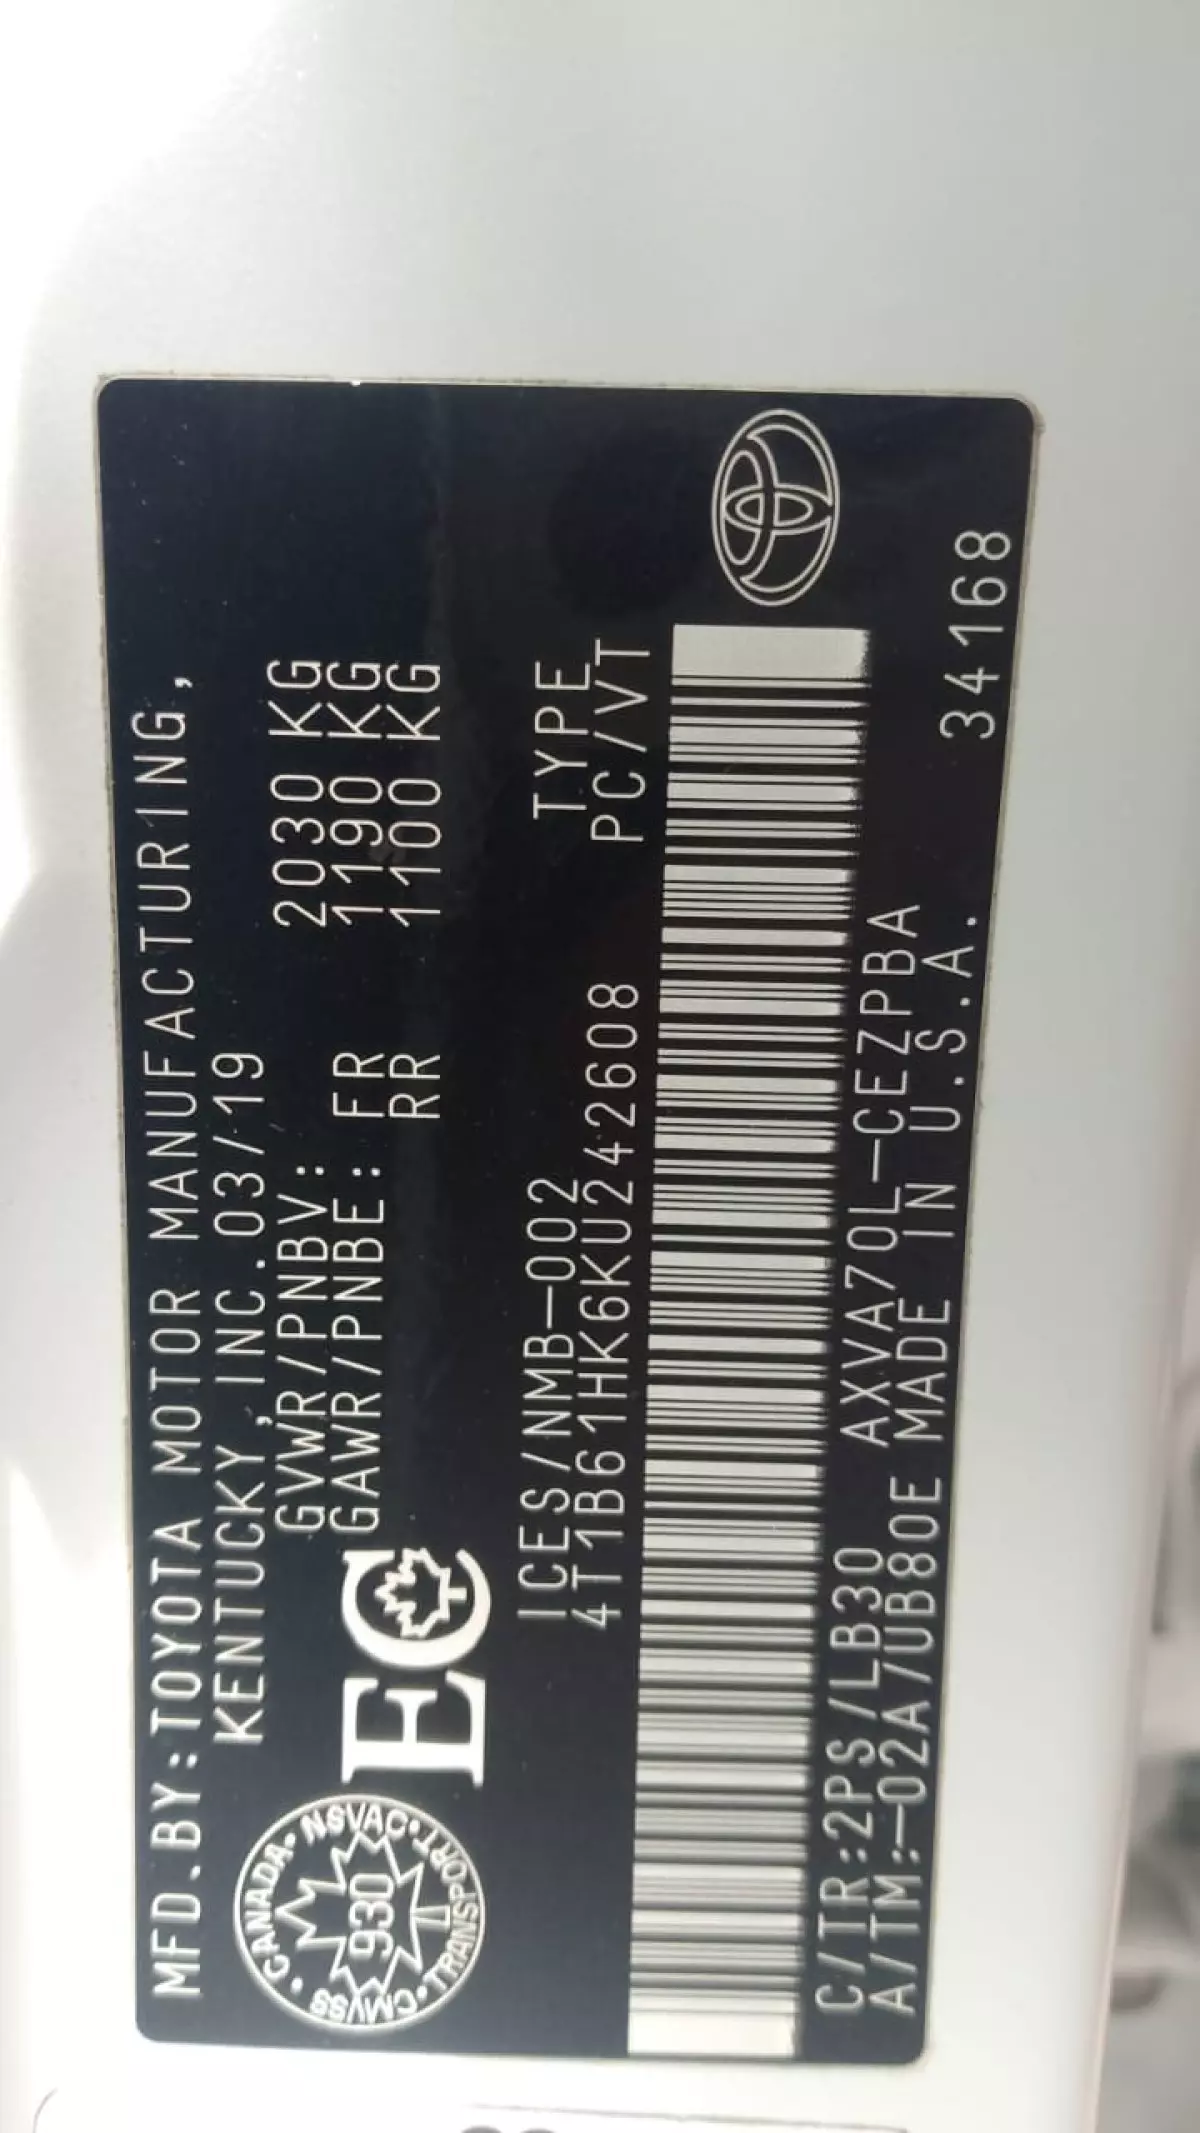 MFD.BY:TOYOTA MOTOR MANUFACTURING,
KENTUCKY,INC.03/19
GVWR/PNBV: 2030 KG
GAWR/PNBE: FR 1190 KG
RR 1100 KG
CANADA • NSVAC • TRANSPORT • CMVSS •
930
EC
ICES/NMB-002 TYPE
4T1B61HK6KU242608 PC/VT
C/TR:2PS/LB30 AXVA70L-CEZPBA
A/TM:-02A/UB80E MADE IN U.S.A. 34168